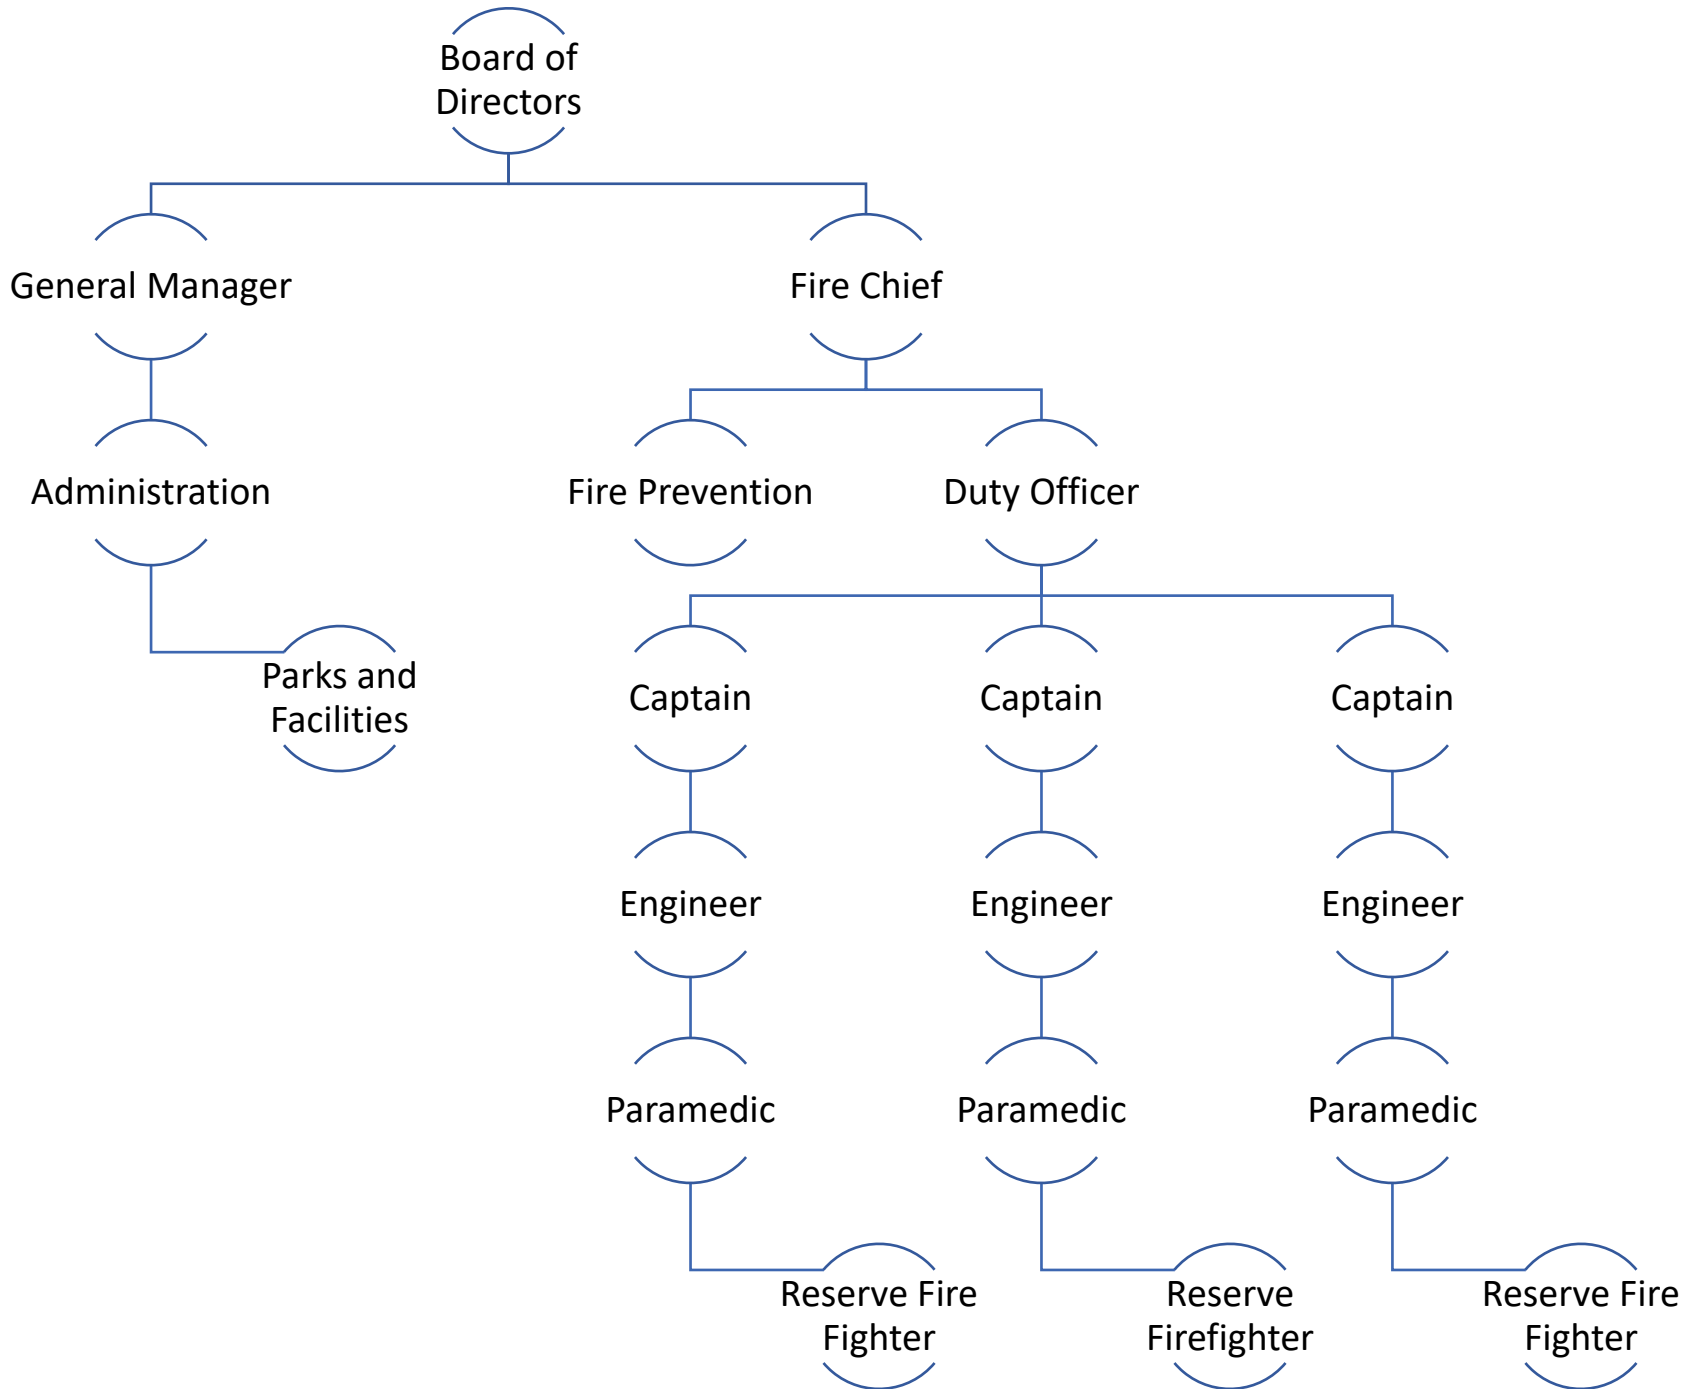 Board of
Directors
General Manager
Fire Chief
Administration
Fire Prevention
Duty Officer
Parks and
Facilities
Captain
Captain
Captain
Engineer
Engineer
Engineer
Paramedic
Paramedic
Paramedic
Reserve Fire
Fighter
Reserve
Firefighter
Reserve Fire
Fighter